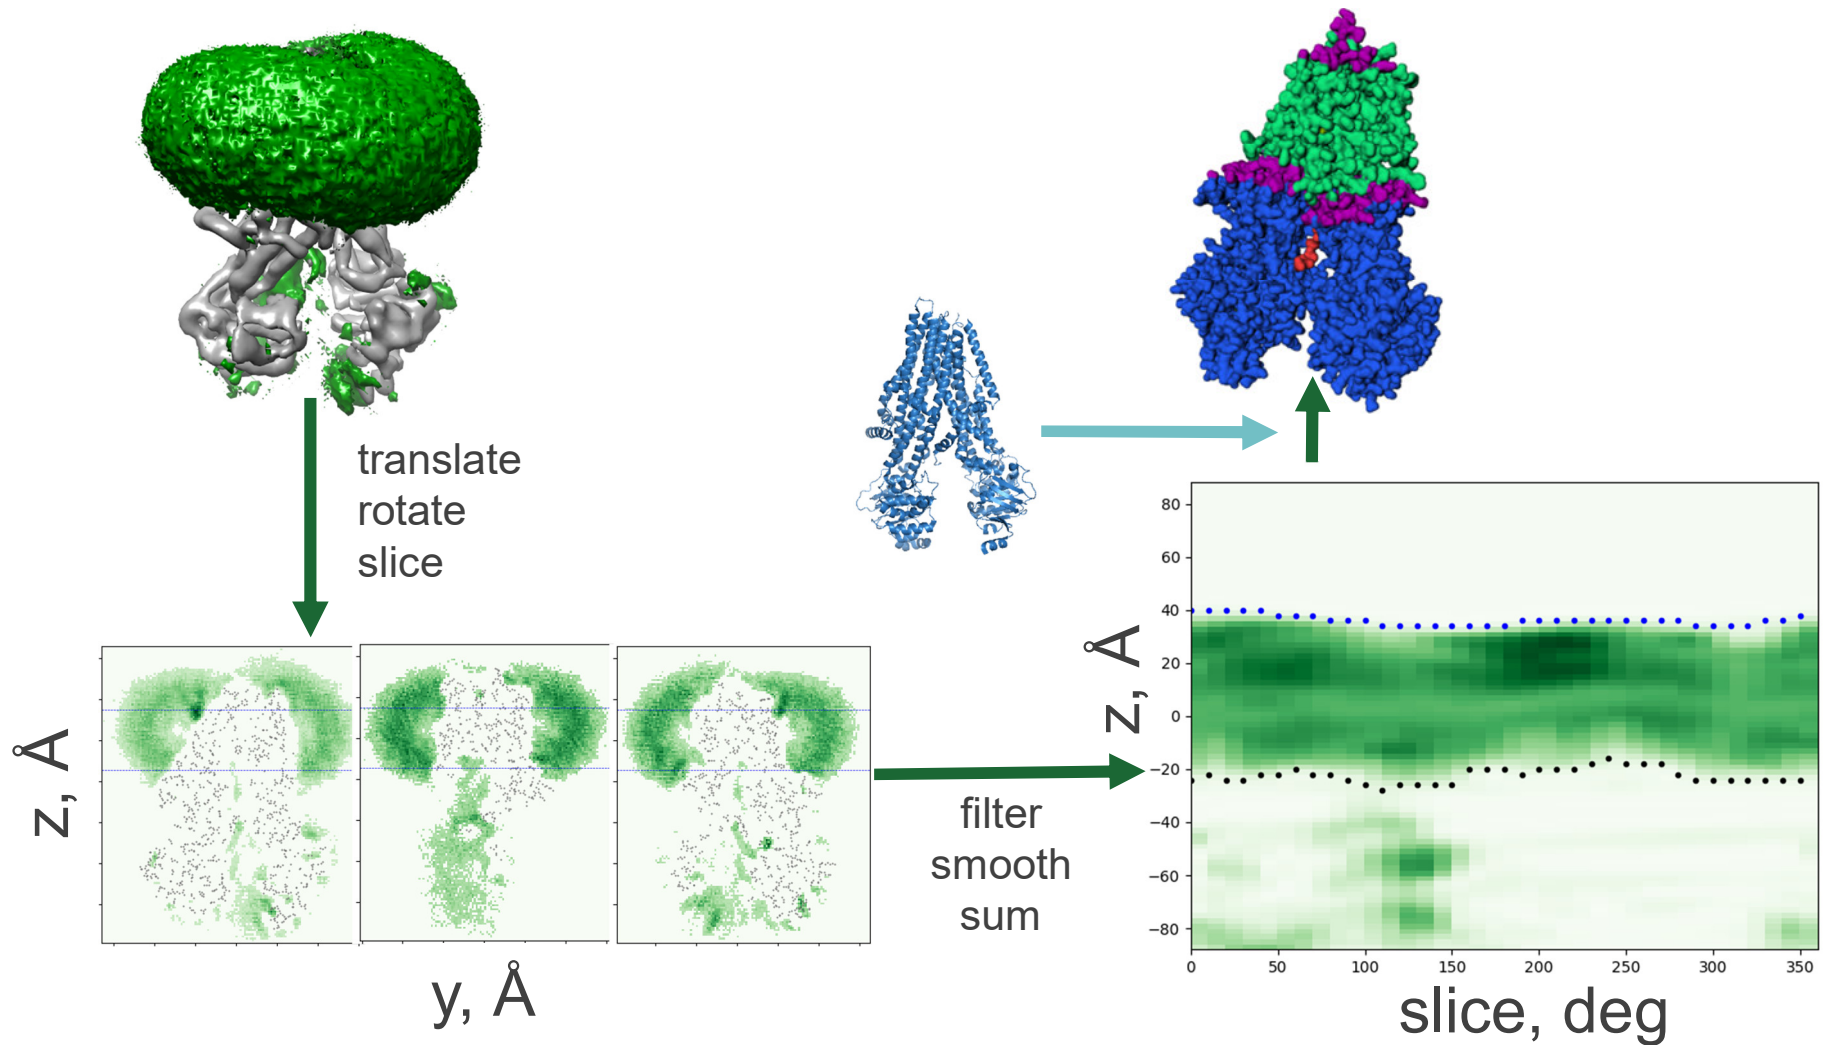 translate
rotate
slice
z, Å
y, Å
filter
smooth
sum
z, Å
80
60
40
20
0
−20
−40
−60
−80
0
50
100
150
200
250
300
350
slice, deg